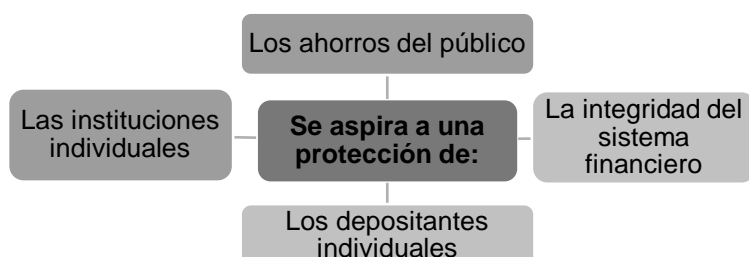 Los ahorros del público
Las instituciones
individuales
Se aspira a una
protección de:
La integridad del
sistema
financiero
Los depositantes
individuales